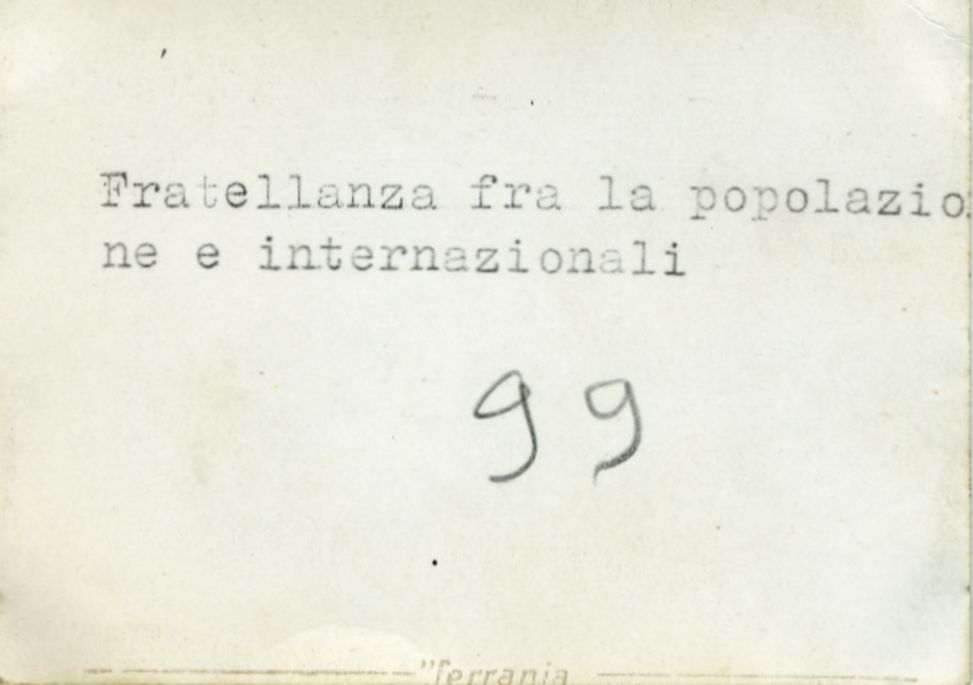 Fratellanza fra la popolazio
ne e internazionali
99
"ferrania